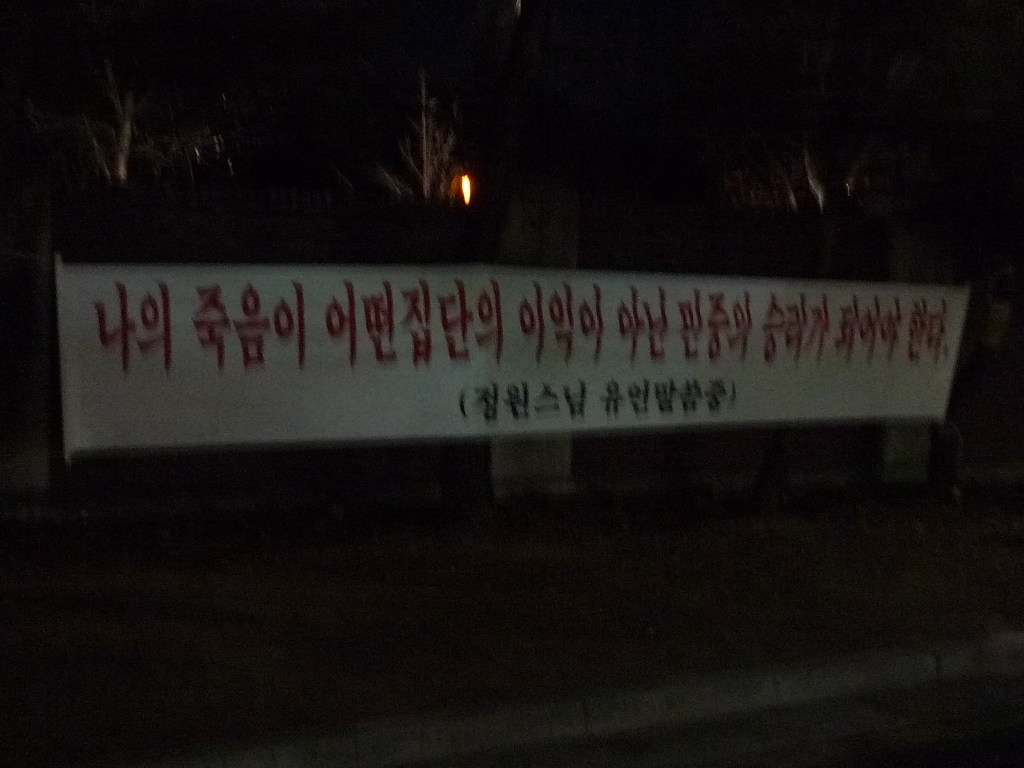 나의 죽음이 어떤집단의 이익이 아닌 민중의 승리가 되어야 한다.
(정원스님 유언말씀중)